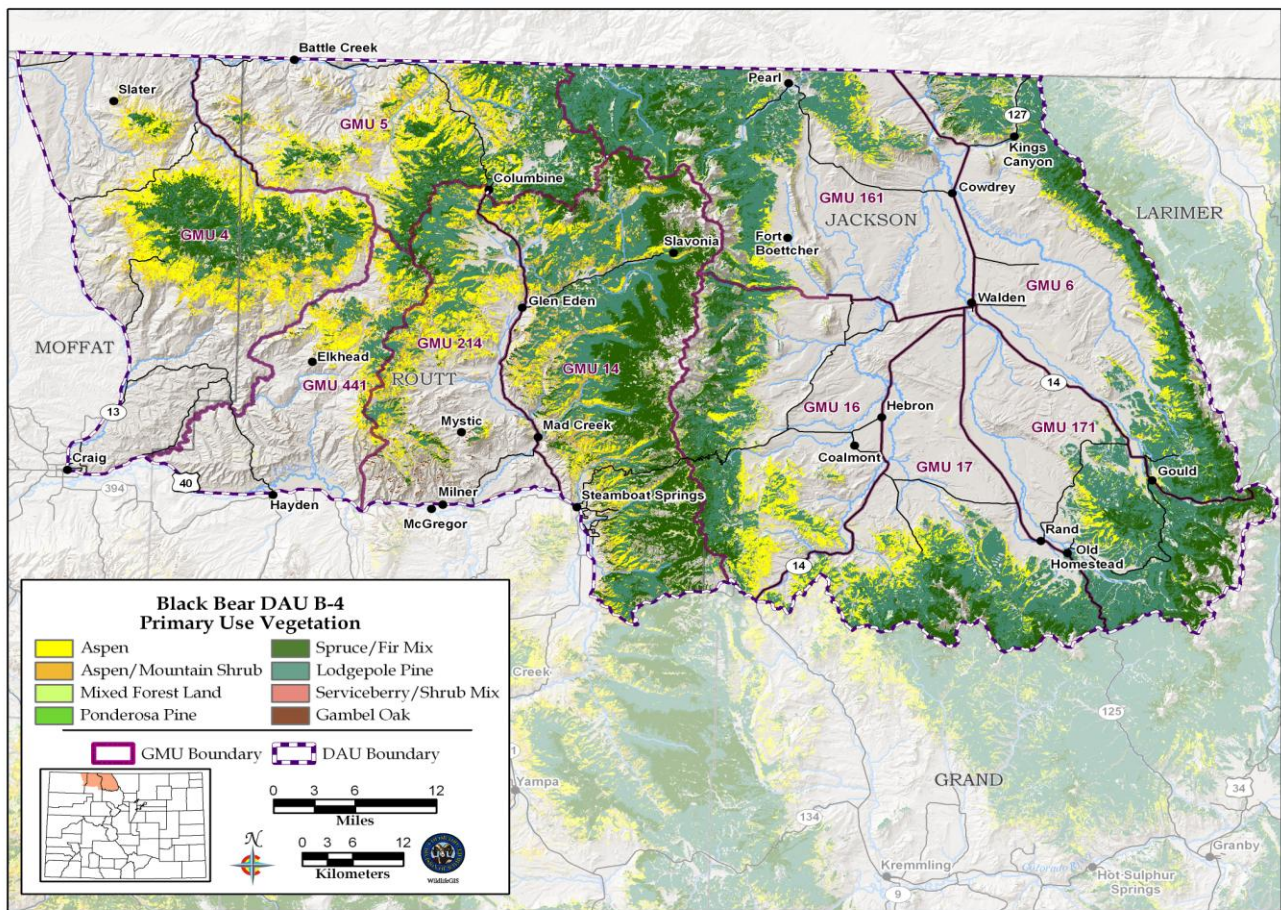 Battle Creek
Slater
GMU 5
Pearl
127
Kings
Canyon
Columbine
Cowdrey
GMU 161
JACKSON
LARIMER
GMU 4
Slavonia
Fort
Boettcher
Glen Eden
Walden
GMU 6
MOFFAT
Elkhead
GMU 214
GMU 441
ROUTT
GMU 14
14
13
Mystic
Mad Creek
GMU 16
Hebron
GMU 171
Coalmont
Craig
GMU 17
Gould
40
394
Hayden
Milner
McGregor
Steamboat Springs
Rand
Old
Homestead
14
Black Bear DAU B-4
Primary Use Vegetation
Aspen
Spruce/Fir Mix
Aspen/Mountain Shrub
Lodgepole Pine
Mixed Forest Land
Serviceberry/Shrub Mix
Ponderosa Pine
Gambel Oak
GMU Boundary
DAU Boundary
0 3 6 12
Miles
N
0 3 6 12
Kilometers
WildlifeGIS
Creek
125
Yampa
GRAND
34
134
Kremmling
Granby
Hot Sulphur
Springs
9